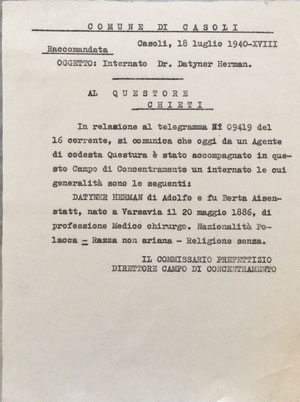 COMUNE DI CASOLI
Raccomandata
Casoli, 18 luglio 1940-XVIII
OGGETTO: Internato Dr. Datyner Herman.
AL QUESTORE
CHIETI
In relazione al telegramma Nº 09419 del
16 corrente, si comunica che oggi da un Agente
di codesta Questura è stato accompagnato in que-
sto Campo di Concentramento un internato le cui
generalità sono le seguenti:
DATYNER HERMAN di Adolfo e fu Berta Aisen-
statt, nato a Varsavia il 20 maggio 1886, di
professione Medico chirurgo. Nazionalità Po-
lacca - Razza non ariana - Religione senza.
IL COMMISSARIO PREFETTIZIO
DIRETTORE CAMPO DI CONCENTRAMENTO